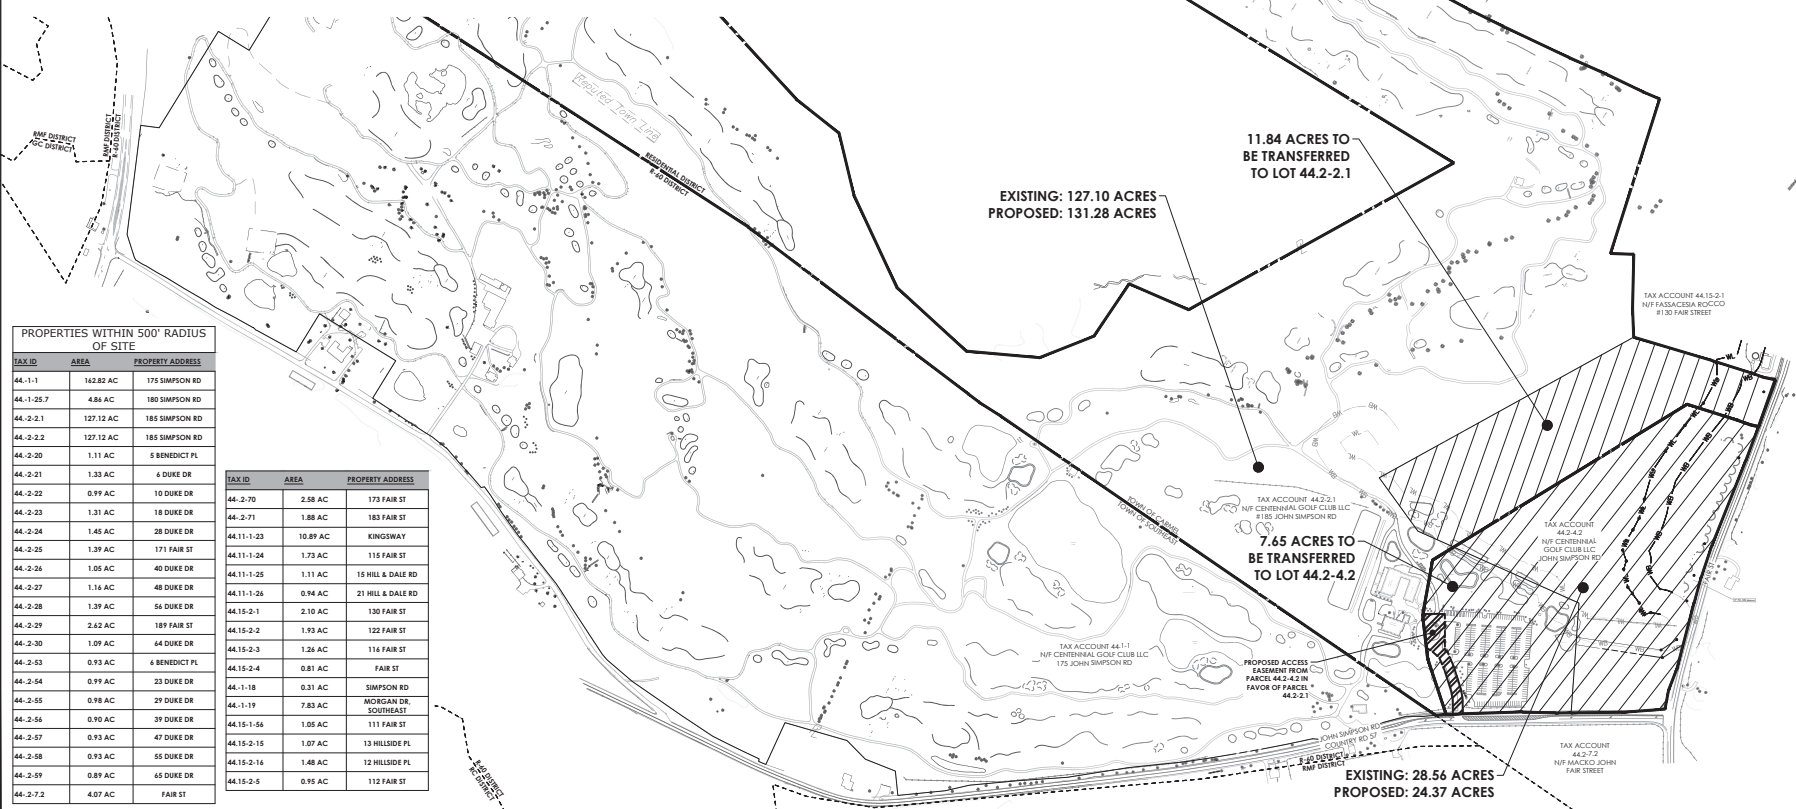 RMF DISTRICT
GC DISTRICT
RMF DISTRICT
R-60 DISTRICT
Reputed Town Line
RESIDENTIAL DISTRICT
R-60 DISTRICT
EXISTING: 127.10 ACRES
PROPOSED: 131.28 ACRES
11.84 ACRES TO
BE TRANSFERRED
TO LOT 44.2-2.1
TAX ACCOUNT 44.15-2-1
N/F FASSACESIA ROCCO
#130 FAIR STREET
PROPERTIES WITHIN 500' RADIUS
OF SITE
TAX ID AREA PROPERTY ADDRESS
44.-1-1 162.82 AC 175 SIMPSON RD
44.-1-25.7 4.86 AC 180 SIMPSON RD
44.-2-2.1 127.12 AC 185 SIMPSON RD
44.-2-2.2 127.12 AC 185 SIMPSON RD
44.-2-20 1.11 AC 5 BENEDICT PL
44.-2-21 1.33 AC 6 DUKE DR
44.-2-22 0.99 AC 10 DUKE DR
44.-2-23 1.31 AC 18 DUKE DR
44.-2-24 1.45 AC 28 DUKE DR
44.-2-25 1.39 AC 171 FAIR ST
44.-2-26 1.05 AC 40 DUKE DR
44.-2-27 1.16 AC 48 DUKE DR
44.-2-28 1.39 AC 56 DUKE DR
44.-2-29 2.62 AC 189 FAIR ST
44.-2-30 1.09 AC 64 DUKE DR
44.-2-53 0.93 AC 6 BENEDICT PL
44.-2-54 0.99 AC 23 DUKE DR
44.-2-55 0.98 AC 29 DUKE DR
44.-2-56 0.90 AC 39 DUKE DR
44.-2-57 0.93 AC 47 DUKE DR
44.-2-58 0.93 AC 55 DUKE DR
44.-2-59 0.89 AC 65 DUKE DR
44.-2-7.2 4.07 AC FAIR ST
TAX ID AREA PROPERTY ADDRESS
44-.2-70 2.58 AC 173 FAIR ST
44-.2-71 1.88 AC 183 FAIR ST
44.11-1-23 10.89 AC KINGSWAY
44.11-1-24 1.73 AC 115 FAIR ST
44.11-1-25 1.11 AC 15 HILL & DALE RD
44.11-1-26 0.94 AC 21 HILL & DALE RD
44.15-2-1 2.10 AC 130 FAIR ST
44.15-2-2 1.93 AC 122 FAIR ST
44.15-2-3 1.26 AC 116 FAIR ST
44.15-2-4 0.81 AC FAIR ST
44.-1-18 0.31 AC SIMPSON RD
44.-1-19 7.83 AC MORGAN DR,
SOUTHEAST
44.15-1-56 1.05 AC 111 FAIR ST
44.15-2-15 1.07 AC 13 HILLSIDE PL
44.15-2-16 1.48 AC 12 HILLSIDE PL
44.15-2-5 0.95 AC 112 FAIR ST
TOWN OF CARMEL
TOWN OF SOUTHEAST
TAX ACCOUNT 44.2-2.1
N/F CENTENNIAL GOLF CLUB LLC
#185 JOHN SIMPSON RD
7.65 ACRES TO
BE TRANSFERRED
TO LOT 44.2-4.2
TAX ACCOUNT
44.2-4.2
N/F CENTENNIAL
GOLF CLUB LLC
JOHN SIMPSON RD
FAIR ST
TAX ACCOUNT 44-1-1
N/F CENTENNIAL GOLF CLUB LLC
175 JOHN SIMPSON RD
PROPOSED ACCESS
EASEMENT FROM
PARCEL 44.2-4.2 IN
FAVOR OF PARCEL
44.2-2.1
JOHN SIMPSON RD
COUNTRY RD 57
R-60 DISTRICT
RMF DISTRICT
TAX ACCOUNT
44.2-7.2
N/F MACKO JOHN
FAIR STREET
EXISTING: 28.56 ACRES
PROPOSED: 24.37 ACRES
R-60 DISTRICT
RC DISTRICT